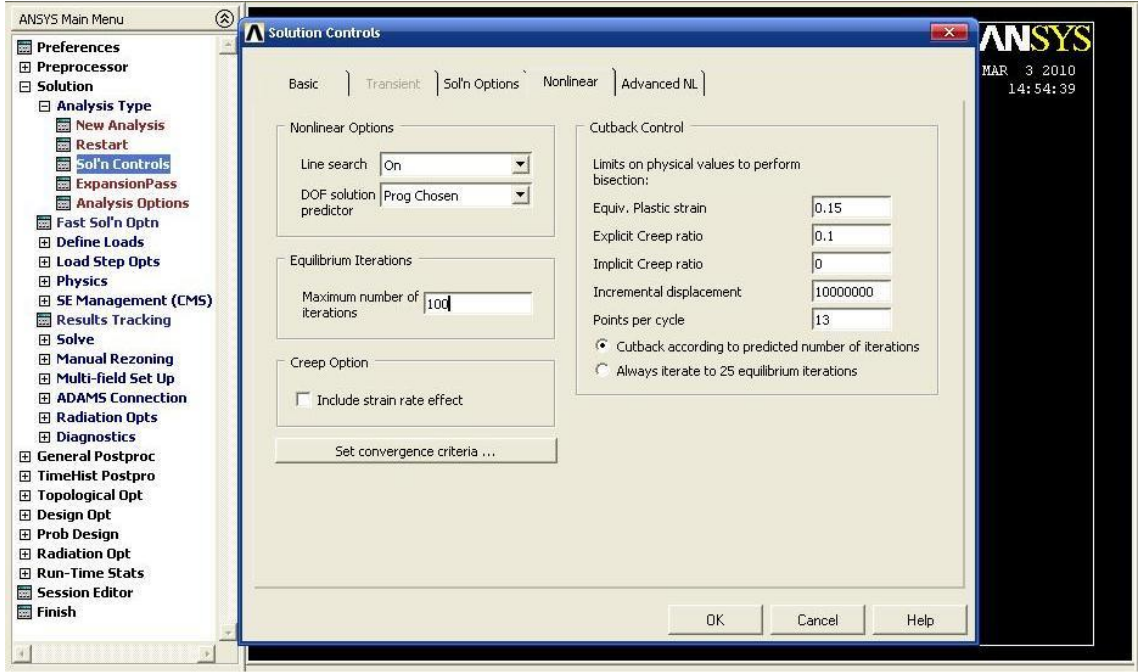 ANSYS Main Menu
Preferences
Preprocessor
Solution
Analysis Type
New Analysis
Restart
Sol'n Controls
ExpansionPass
Analysis Options
Fast Sol'n Optn
Define Loads
Load Step Opts
Physics
SE Management (CMS)
Results Tracking
Solve
Manual Rezoning
Multi-field Set Up
ADAMS Connection
Radiation Opts
Diagnostics
General Postproc
TimeHist Postpro
Topological Opt
Design Opt
Prob Design
Radiation Opt
Run-Time Stats
Session Editor
Finish
Solution Controls
Basic Transient Sol'n Options Nonlinear Advanced NL
Nonlinear Options
Line search On
DOF solution Prog Chosen
predictor
Equilibrium Iterations
Maximum number of 100
iterations
Creep Option
Include strain rate effect
Set convergence criteria ...
Cutback Control
Limits on physical values to perform
bisection:
Equiv. Plastic strain 0.15
Explicit Creep ratio 0.1
Implicit Creep ratio 0
Incremental displacement 10000000
Points per cycle 13
Cutback according to predicted number of iterations
Always iterate to 25 equilibrium iterations
OK Cancel Help
ANSYS
MAR 3 2010
14:54:39